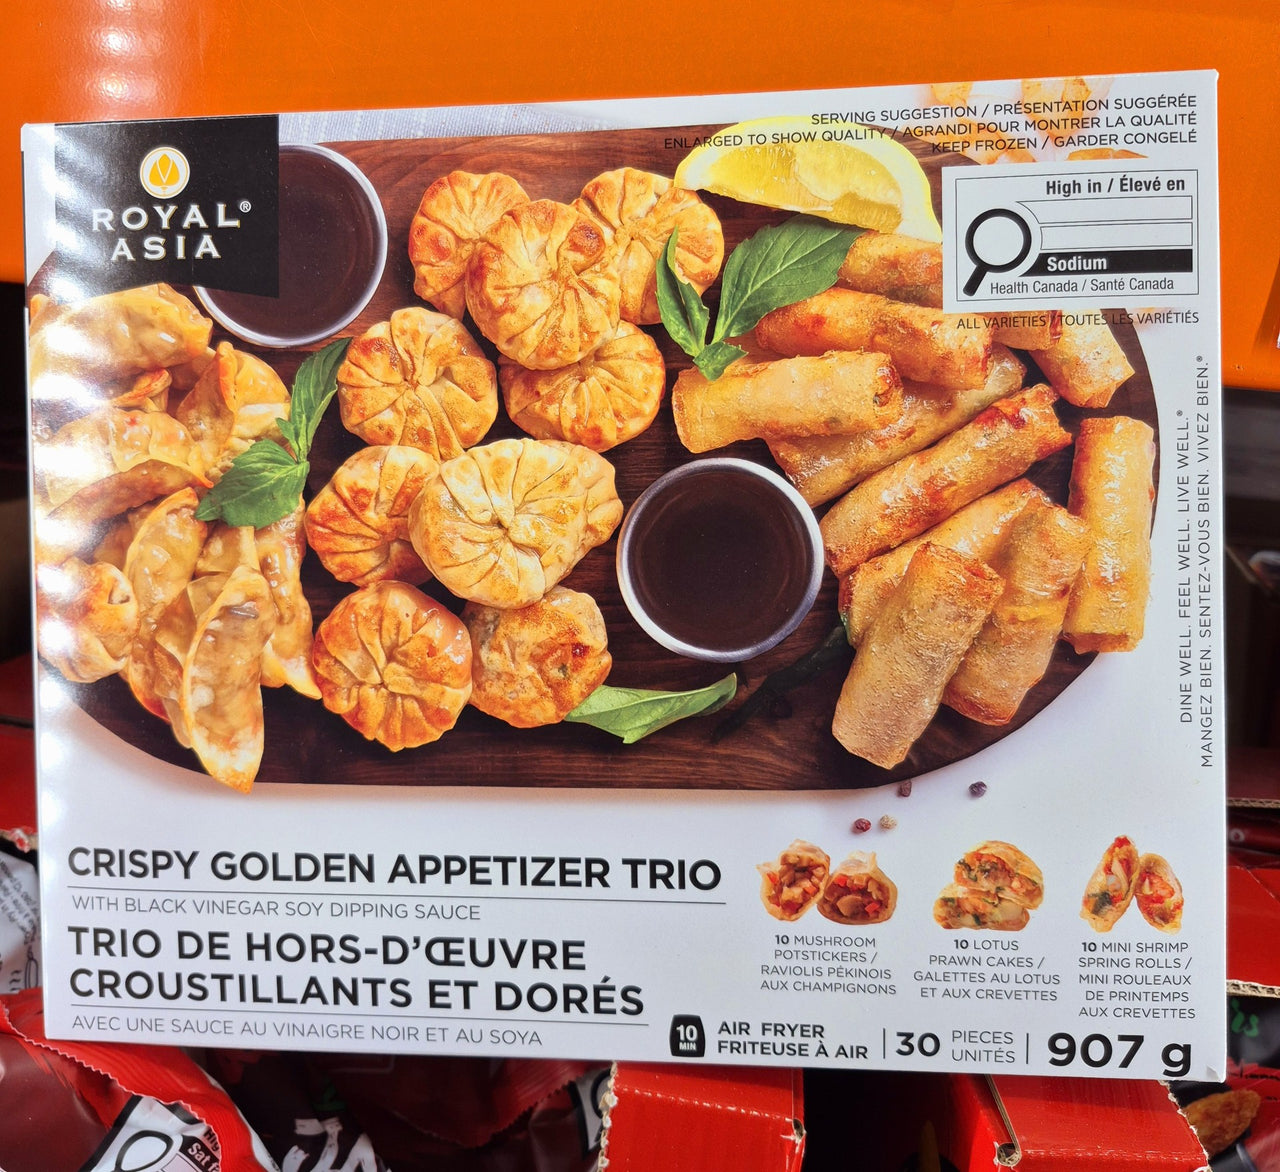 SERVING SUGGESTION / PRÉSENTATION SUGGÉRÉE
ENLARGED TO SHOW QUALITY / AGRANDI POUR MONTRER LA QUALITÉ
KEEP FROZEN / GARDER CONGELÉ
ROYAL®
ASIA
High in / Élevé en
Sodium
Health Canada / Santé Canada
ALL VARIETIES / TOUTES LES VARIÉTIÉS
DINE WELL. FEEL WELL. LIVE WELL.®
MANGEZ BIEN. SENTEZ-VOUS BIEN. VIVEZ BIEN.®
CRISPY GOLDEN APPETIZER TRIO
WITH BLACK VINEGAR SOY DIPPING SAUCE
TRIO DE HORS-D'ŒUVRE
CROUSTILLANTS ET DORÉS
AVEC UNE SAUCE AU VINAIGRE NOIR ET AU SOYA
10 MUSHROOM
POTSTICKERS /
RAVIOLIS PÉKINOIS
AUX CHAMPIGNONS
10 LOTUS
PRAWN CAKES /
GALETTES AU LOTUS
ET AUX CREVETTES
10 MINI SHRIMP
SPRING ROLLS /
MINI ROULEAUX
DE PRINTEMPS
AUX CREVETTES
10
MIN
AIR FRYER
FRITEUSE À AIR
30
PIECES
UNITÉS
907 g